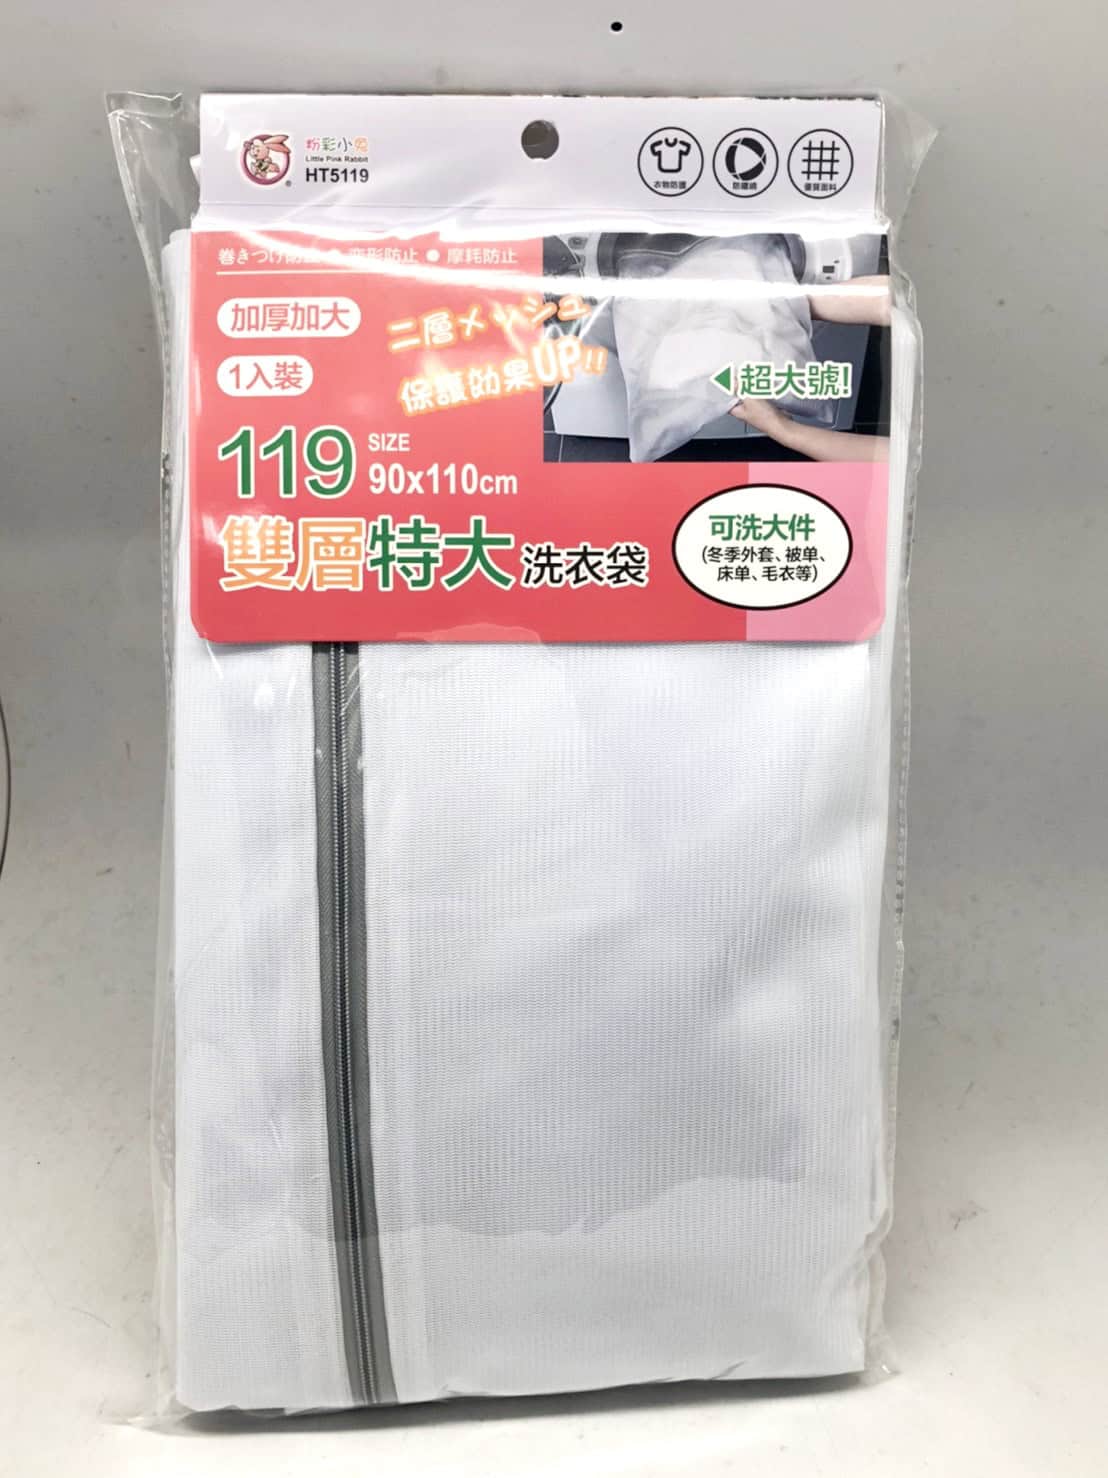 粉彩小兔
Little Pink Rabbit
HT5119
衣物防護
防纏繞
優質面料
巻きつけ防止 ● 変形防止 ● 摩耗防止
加厚加大
二層メッシュ
保護効果UP!!
1入裝
超大號!
119 SIZE
90x110cm
雙層特大洗衣袋
可洗大件
(冬季外套、被单、
床单、毛衣等)